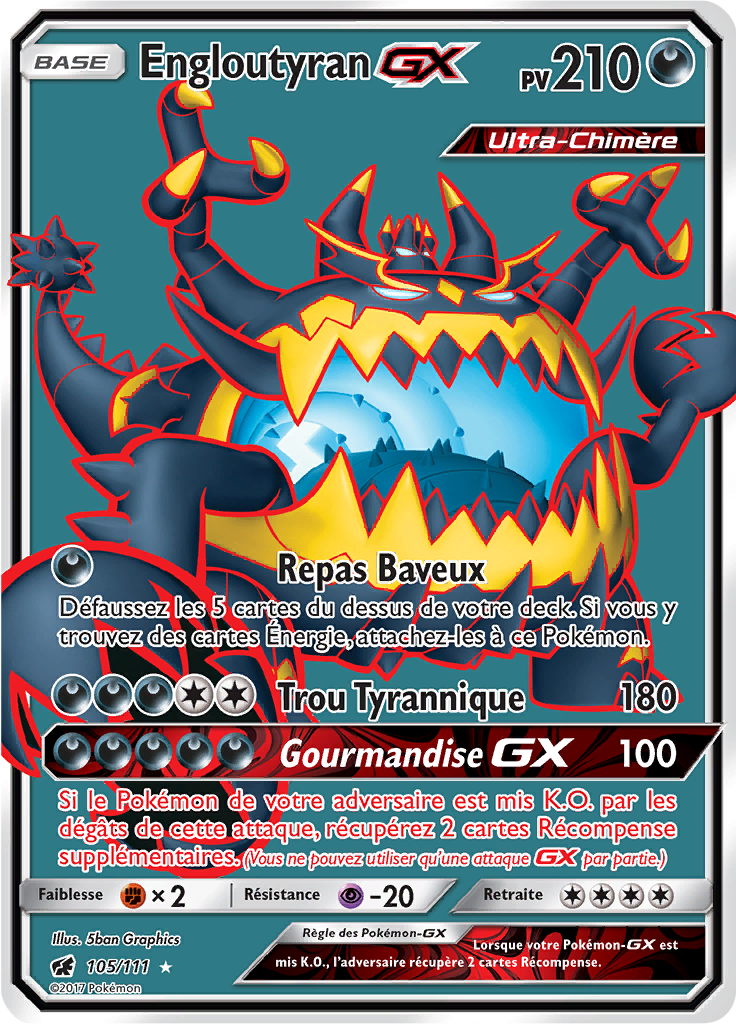 BASE Engloutyran GX PV210
Ultra-Chimère
Repas Baveux
Défaussez les 5 cartes du dessus de votre deck. Si vous y
trouvez des cartes Énergie, attachez-les à ce Pokémon.
Trou Tyrannique 180
Gourmandise GX 100
Si le Pokémon de votre adversaire est mis K.O. par les
dégâts de cette attaque, récupérez 2 cartes Récompense
supplémentaires. (Vous ne pouvez utiliser qu'une attaque GX par partie.)
Faiblesse ×2 Résistance -20 Retraite
Illus. 5ban Graphics
105/111
©2017 Pokémon
Règle des Pokémon-GX
Lorsque votre Pokémon-GX est
mis K.O., l'adversaire récupère 2 cartes Récompense.